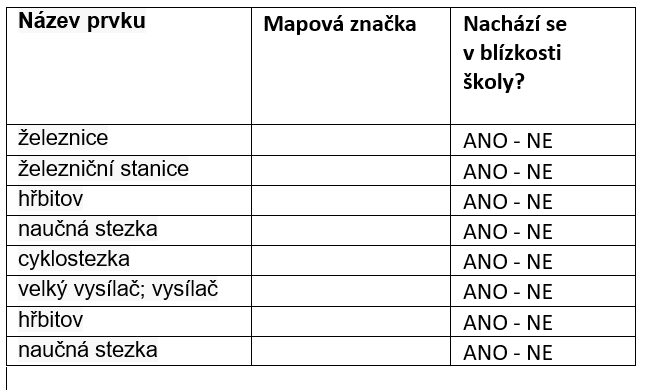 Název prvku Mapová značka Nachází se
v blízkosti
školy?
železnice ANO - NE
železniční stanice ANO - NE
hřbitov ANO - NE
naučná stezka ANO - NE
cyklostezka ANO - NE
velký vysílač; vysílač ANO - NE
hřbitov ANO - NE
naučná stezka ANO - NE